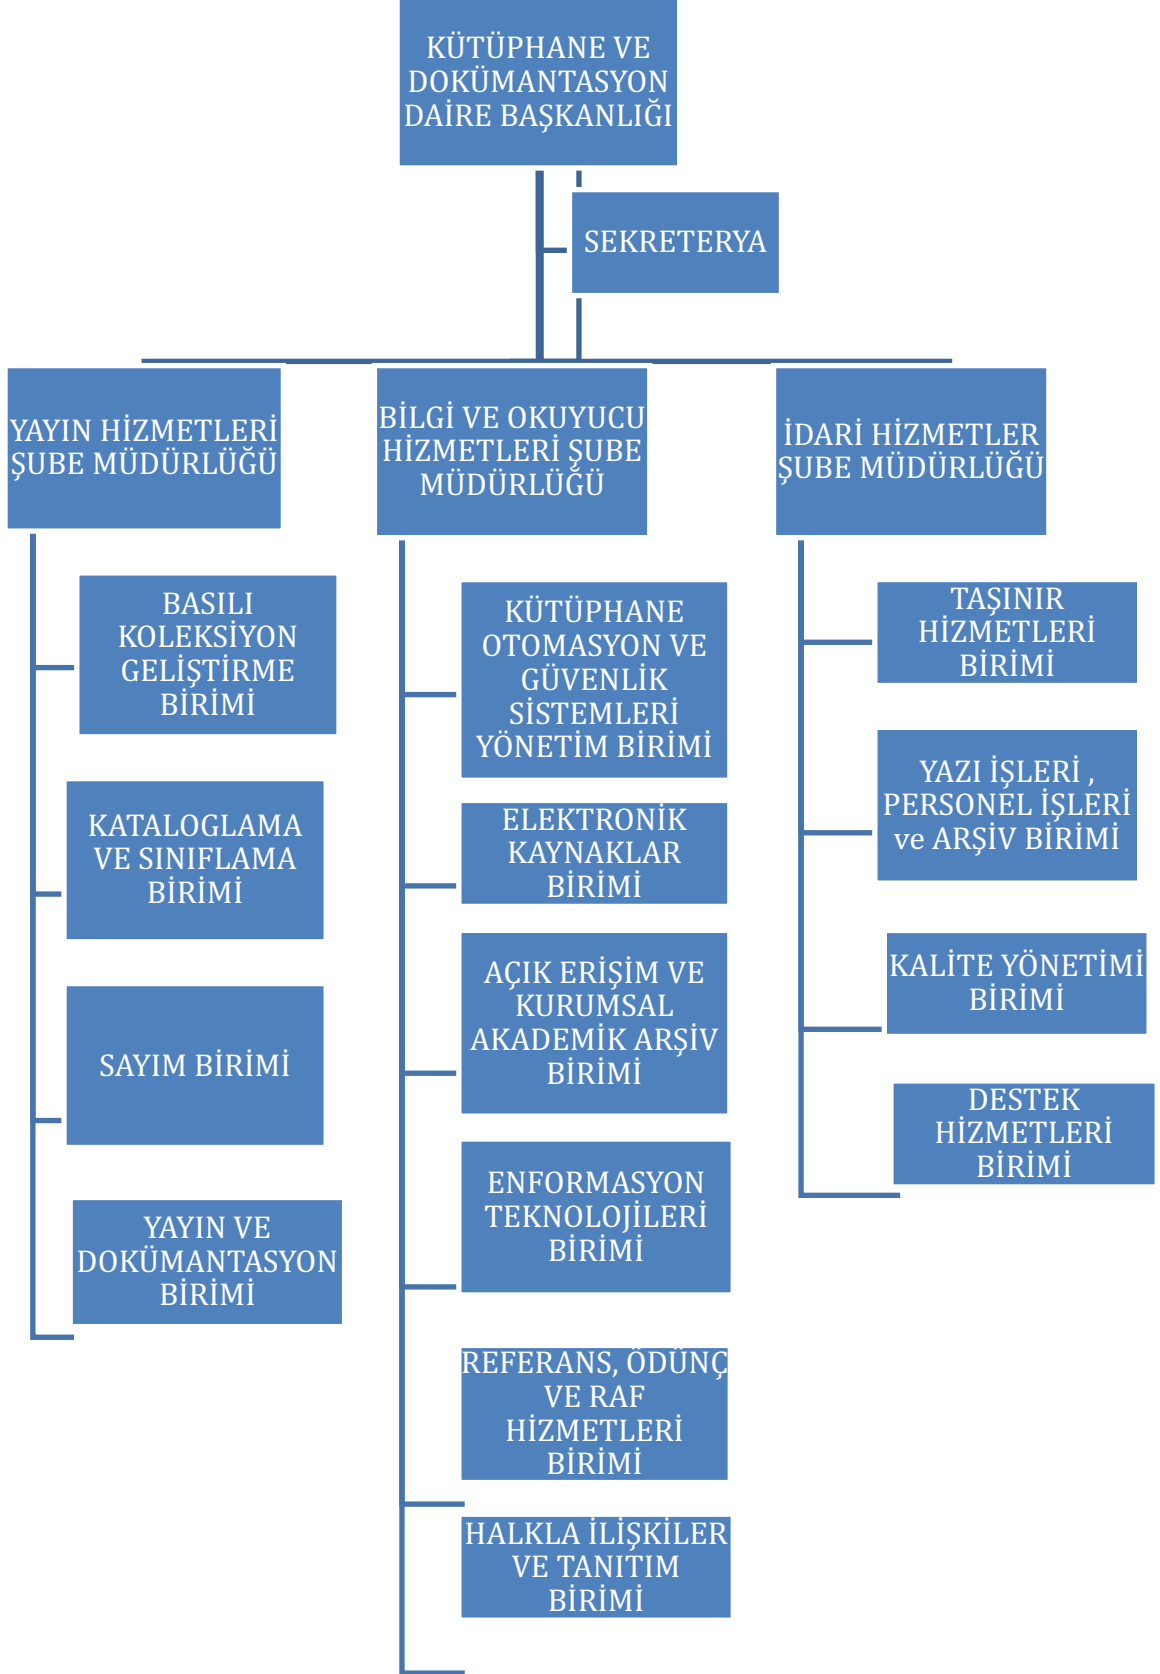 KÜTÜPHANE VE
DOKÜMANTASYON
DAİRE BAŞKANLIĞI
SEKRETERYA
YAYIN HİZMETLERİ
ŞUBE MÜDÜRLÜĞÜ
BASILI
KOLEKSİYON
GELİŞTİRME
BİRİMİ
KATALOGLAMA
VE SINIFLAMA
BİRİMİ
SAYIM BİRİMİ
YAYIN VE
DOKÜMANTASYON
BİRİMİ
BİLGİ VE OKUYUCU
HİZMETLERİ ŞUBE
MÜDÜRLÜĞÜ
KÜTÜPHANE
OTOMASYON VE
GÜVENLİK
SİSTEMLERİ
YÖNETİM BİRİMİ
ELEKTRONİK
KAYNAKLAR
BİRİMİ
AÇIK ERİŞİM VE
KURUMSAL
AKADEMİK ARŞİV
BİRİMİ
ENFORMASYON
TEKNOLOJİLERİ
BİRİMİ
REFERANS, ÖDÜNÇ
VE RAF
HİZMETLERİ
BİRİMİ
HALKLA İLİŞKİLER
VE TANITIM
BİRİMİ
İDARİ HİZMETLER
ŞUBE MÜDÜRLÜĞÜ
TAŞINIR
HİZMETLERİ
BİRİMİ
YAZI İŞLERİ ,
PERSONEL İŞLERİ
ve ARŞİV BİRİMİ
KALİTE YÖNETİMİ
BİRİMİ
DESTEK
HİZMETLERİ
BİRİMİ